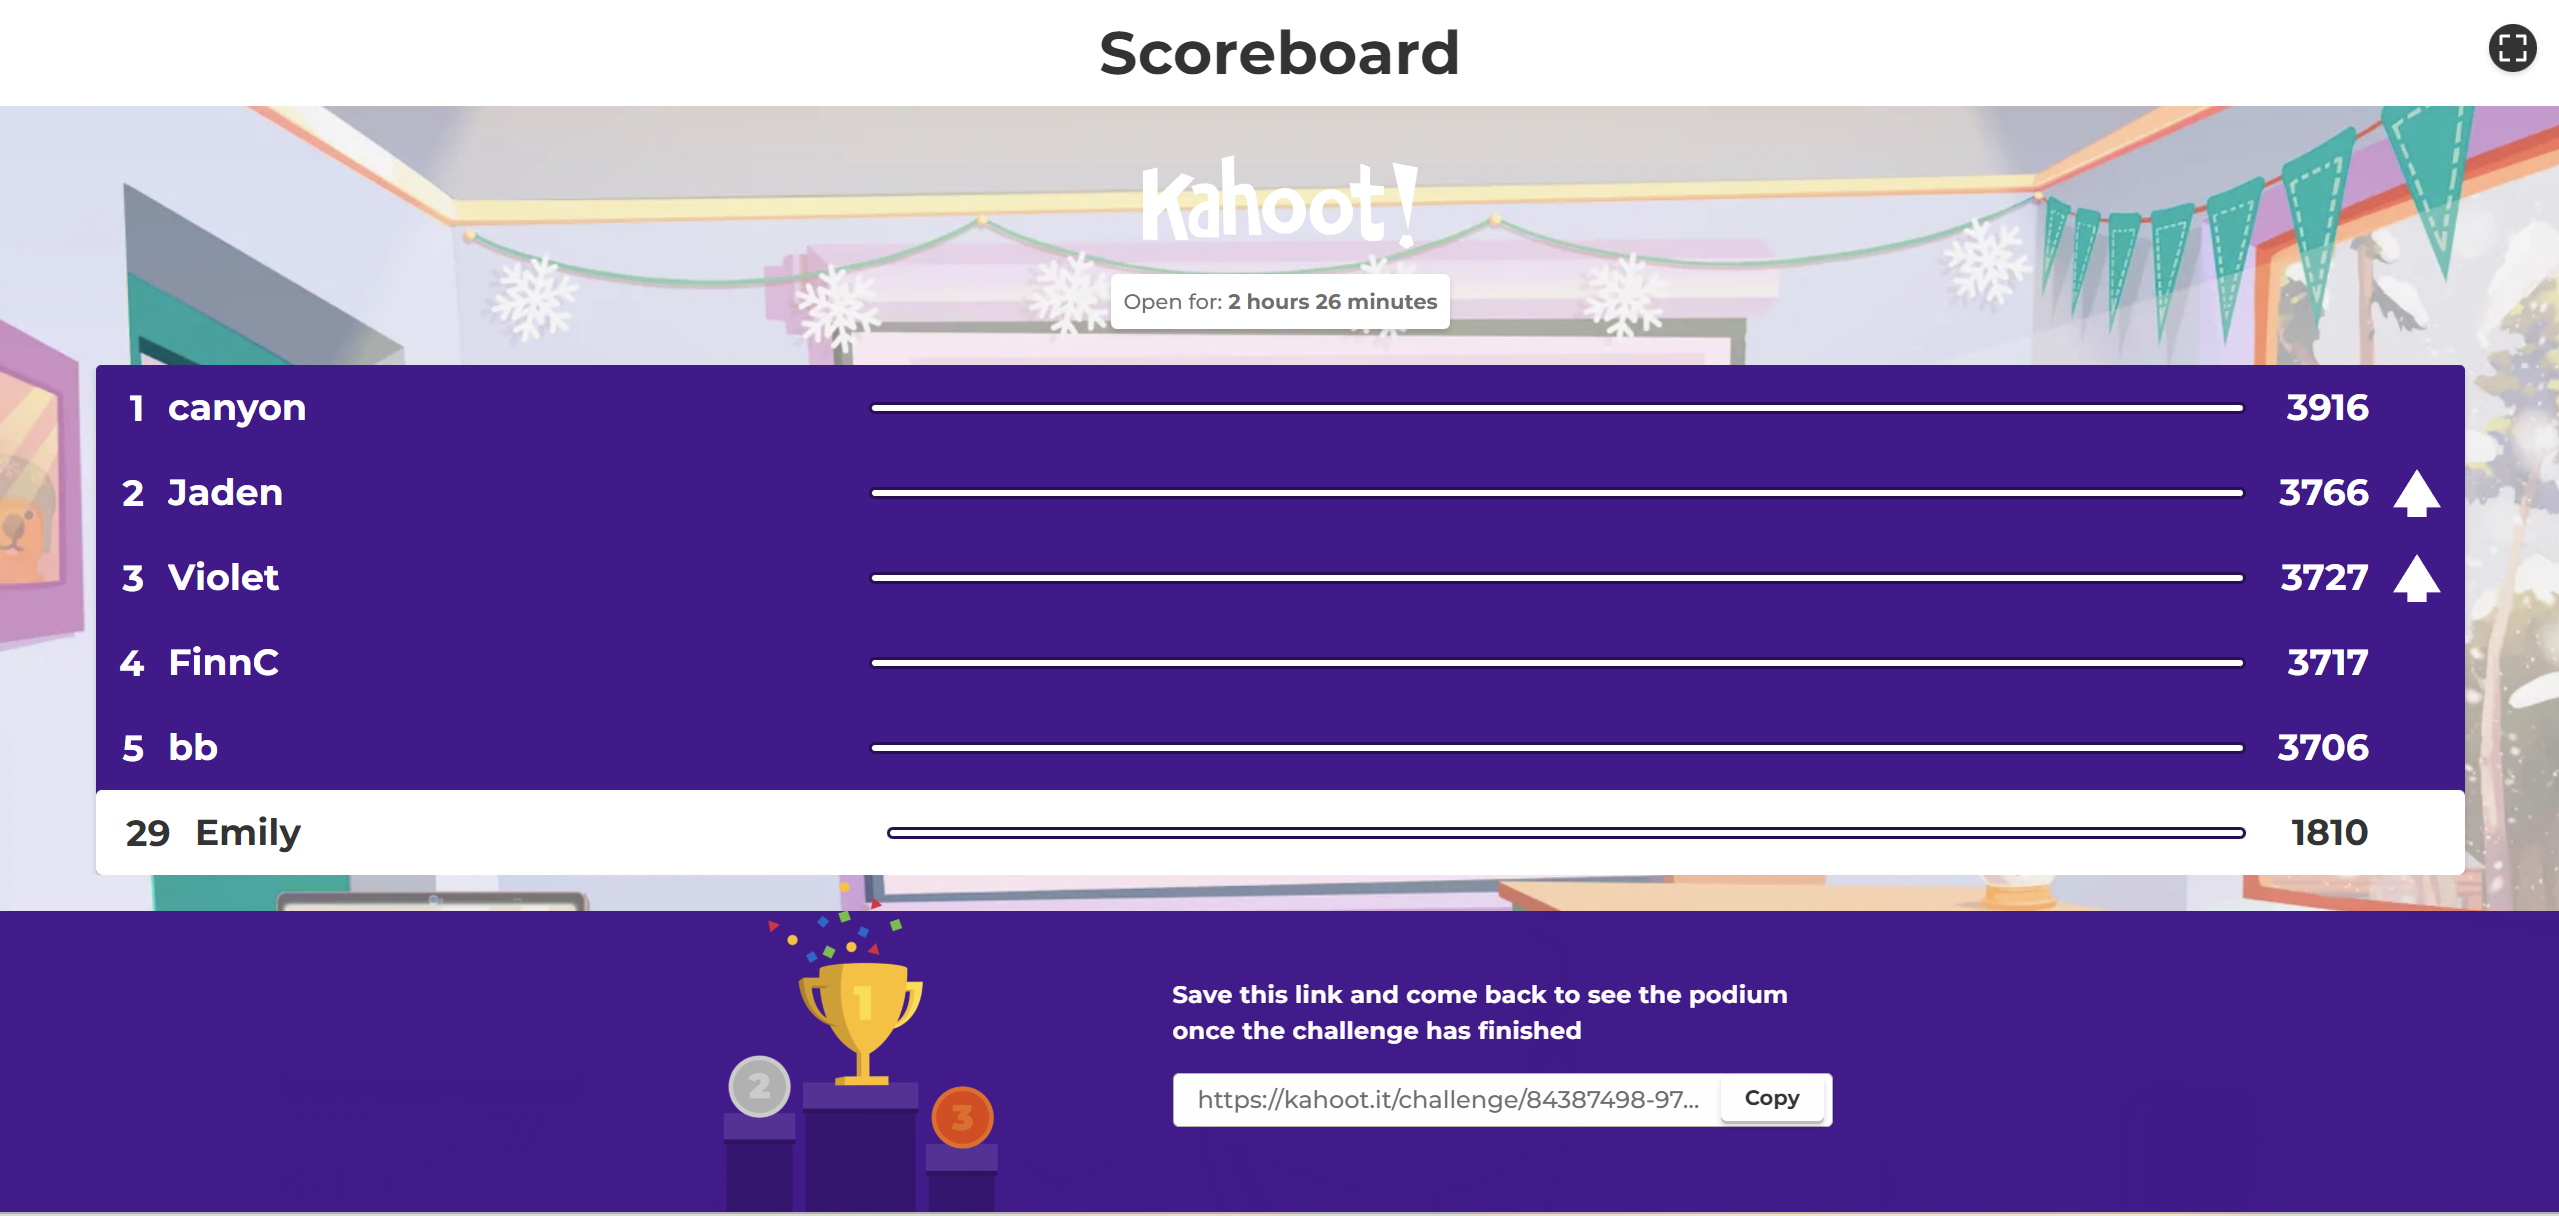 Scoreboard
Kahoot!
Open for: 2 hours 26 minutes
1 canyon 3916
2 Jaden 3766
3 Violet 3727
4 FinnC 3717
5 bb 3706
29 Emily 1810
1
2
3
Save this link and come back to see the podium
once the challenge has finished
https://kahoot.it/challenge/84387498-97... Copy